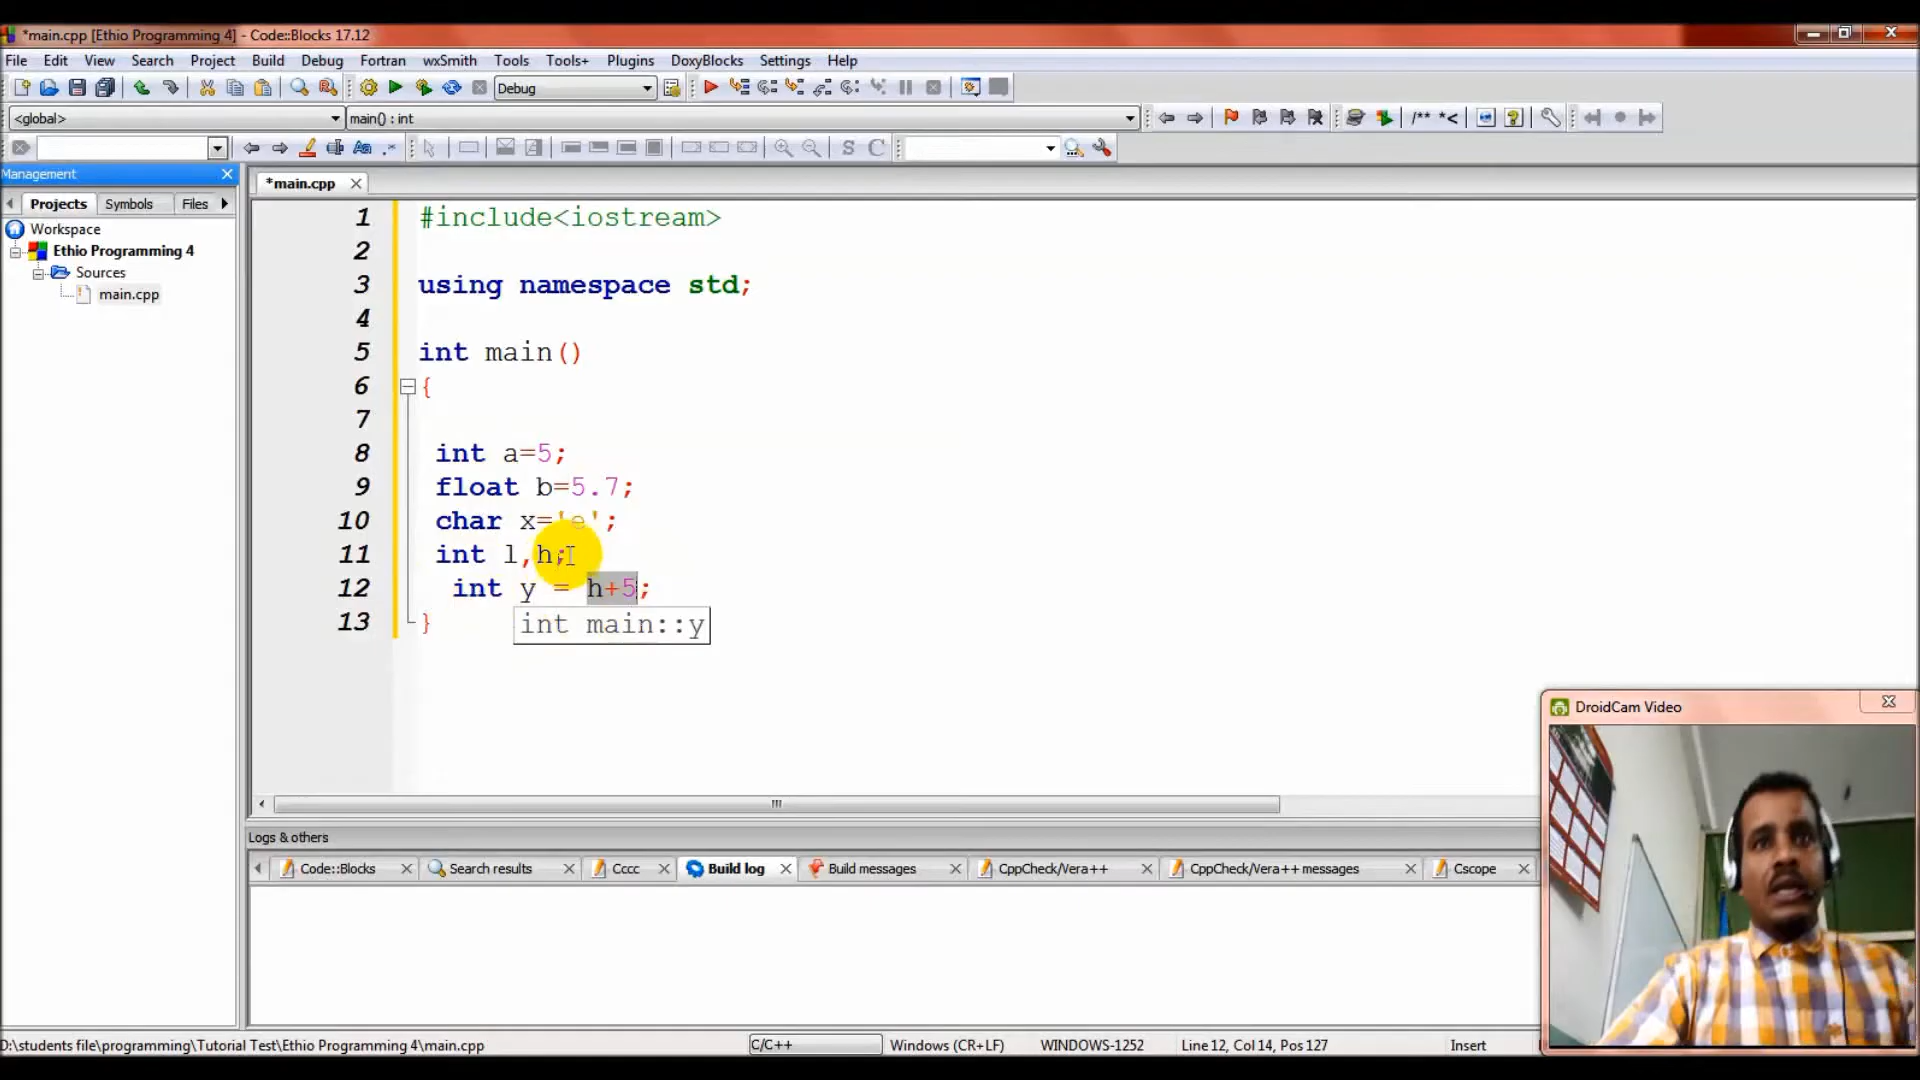 *main.cpp [Ethio Programming 4] - Code::Blocks 17.12
File Edit View Search Project Build Debug Fortran wxSmith Tools Tools+ Plugins DoxyBlocks Settings Help
Debug
<global> main() : int
/** *<
S C
Management
Projects Symbols Files
Workspace
Ethio Programming 4
Sources
main.cpp
*main.cpp
1 #include<iostream>
2
3 using namespace std;
4
5 int main()
6 {
7
8 int a=5;
9 float b=5.7;
10 char x='e';
11 int l,h;
12 int y = h+5;
13 }
int main::y
DroidCam Video
Logs & others
Code::Blocks Search results Cccc Build log Build messages CppCheck/Vera++ CppCheck/Vera++ messages Cscope
D:\students file\programming\Tutorial Test\Ethio Programming 4\main.cpp C/C++ Windows (CR+LF) WINDOWS-1252 Line 12, Col 14, Pos 127 Insert